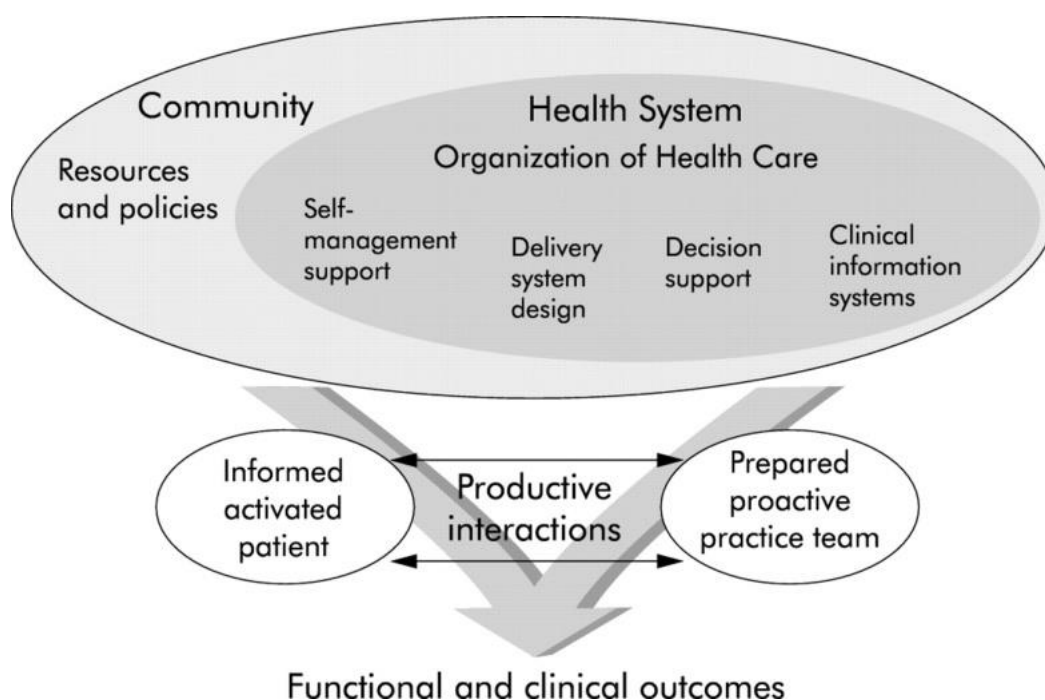 Community
Resources
and policies
Health System
Organization of Health Care
Self-
management
support
Delivery
system
design
Decision
support
Clinical
information
systems
Informed
activated
patient
Productive
interactions
Prepared
proactive
practice team
Functional and clinical outcomes